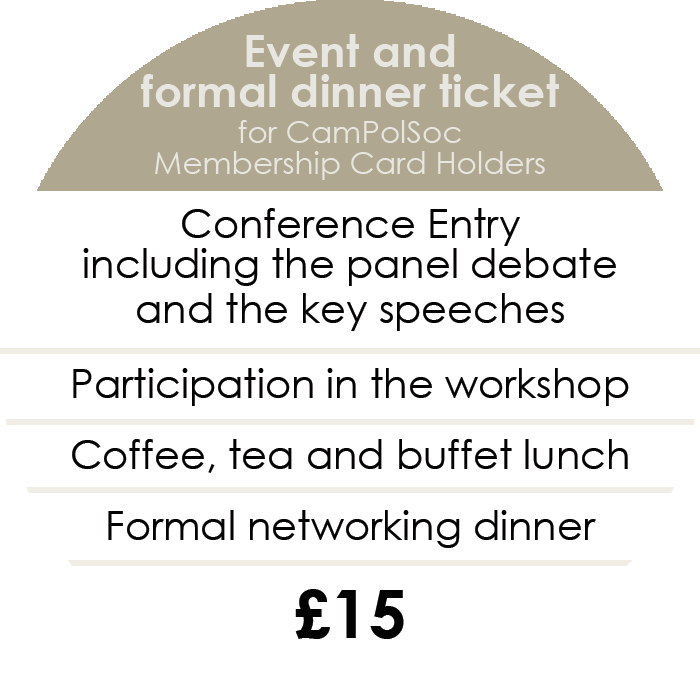 Event and
formal dinner ticket
for CamPolSoc
Membership Card Holders
Conference Entry
including the panel debate
and the key speeches
Participation in the workshop
Coffee, tea and buffet lunch
Formal networking dinner
£15